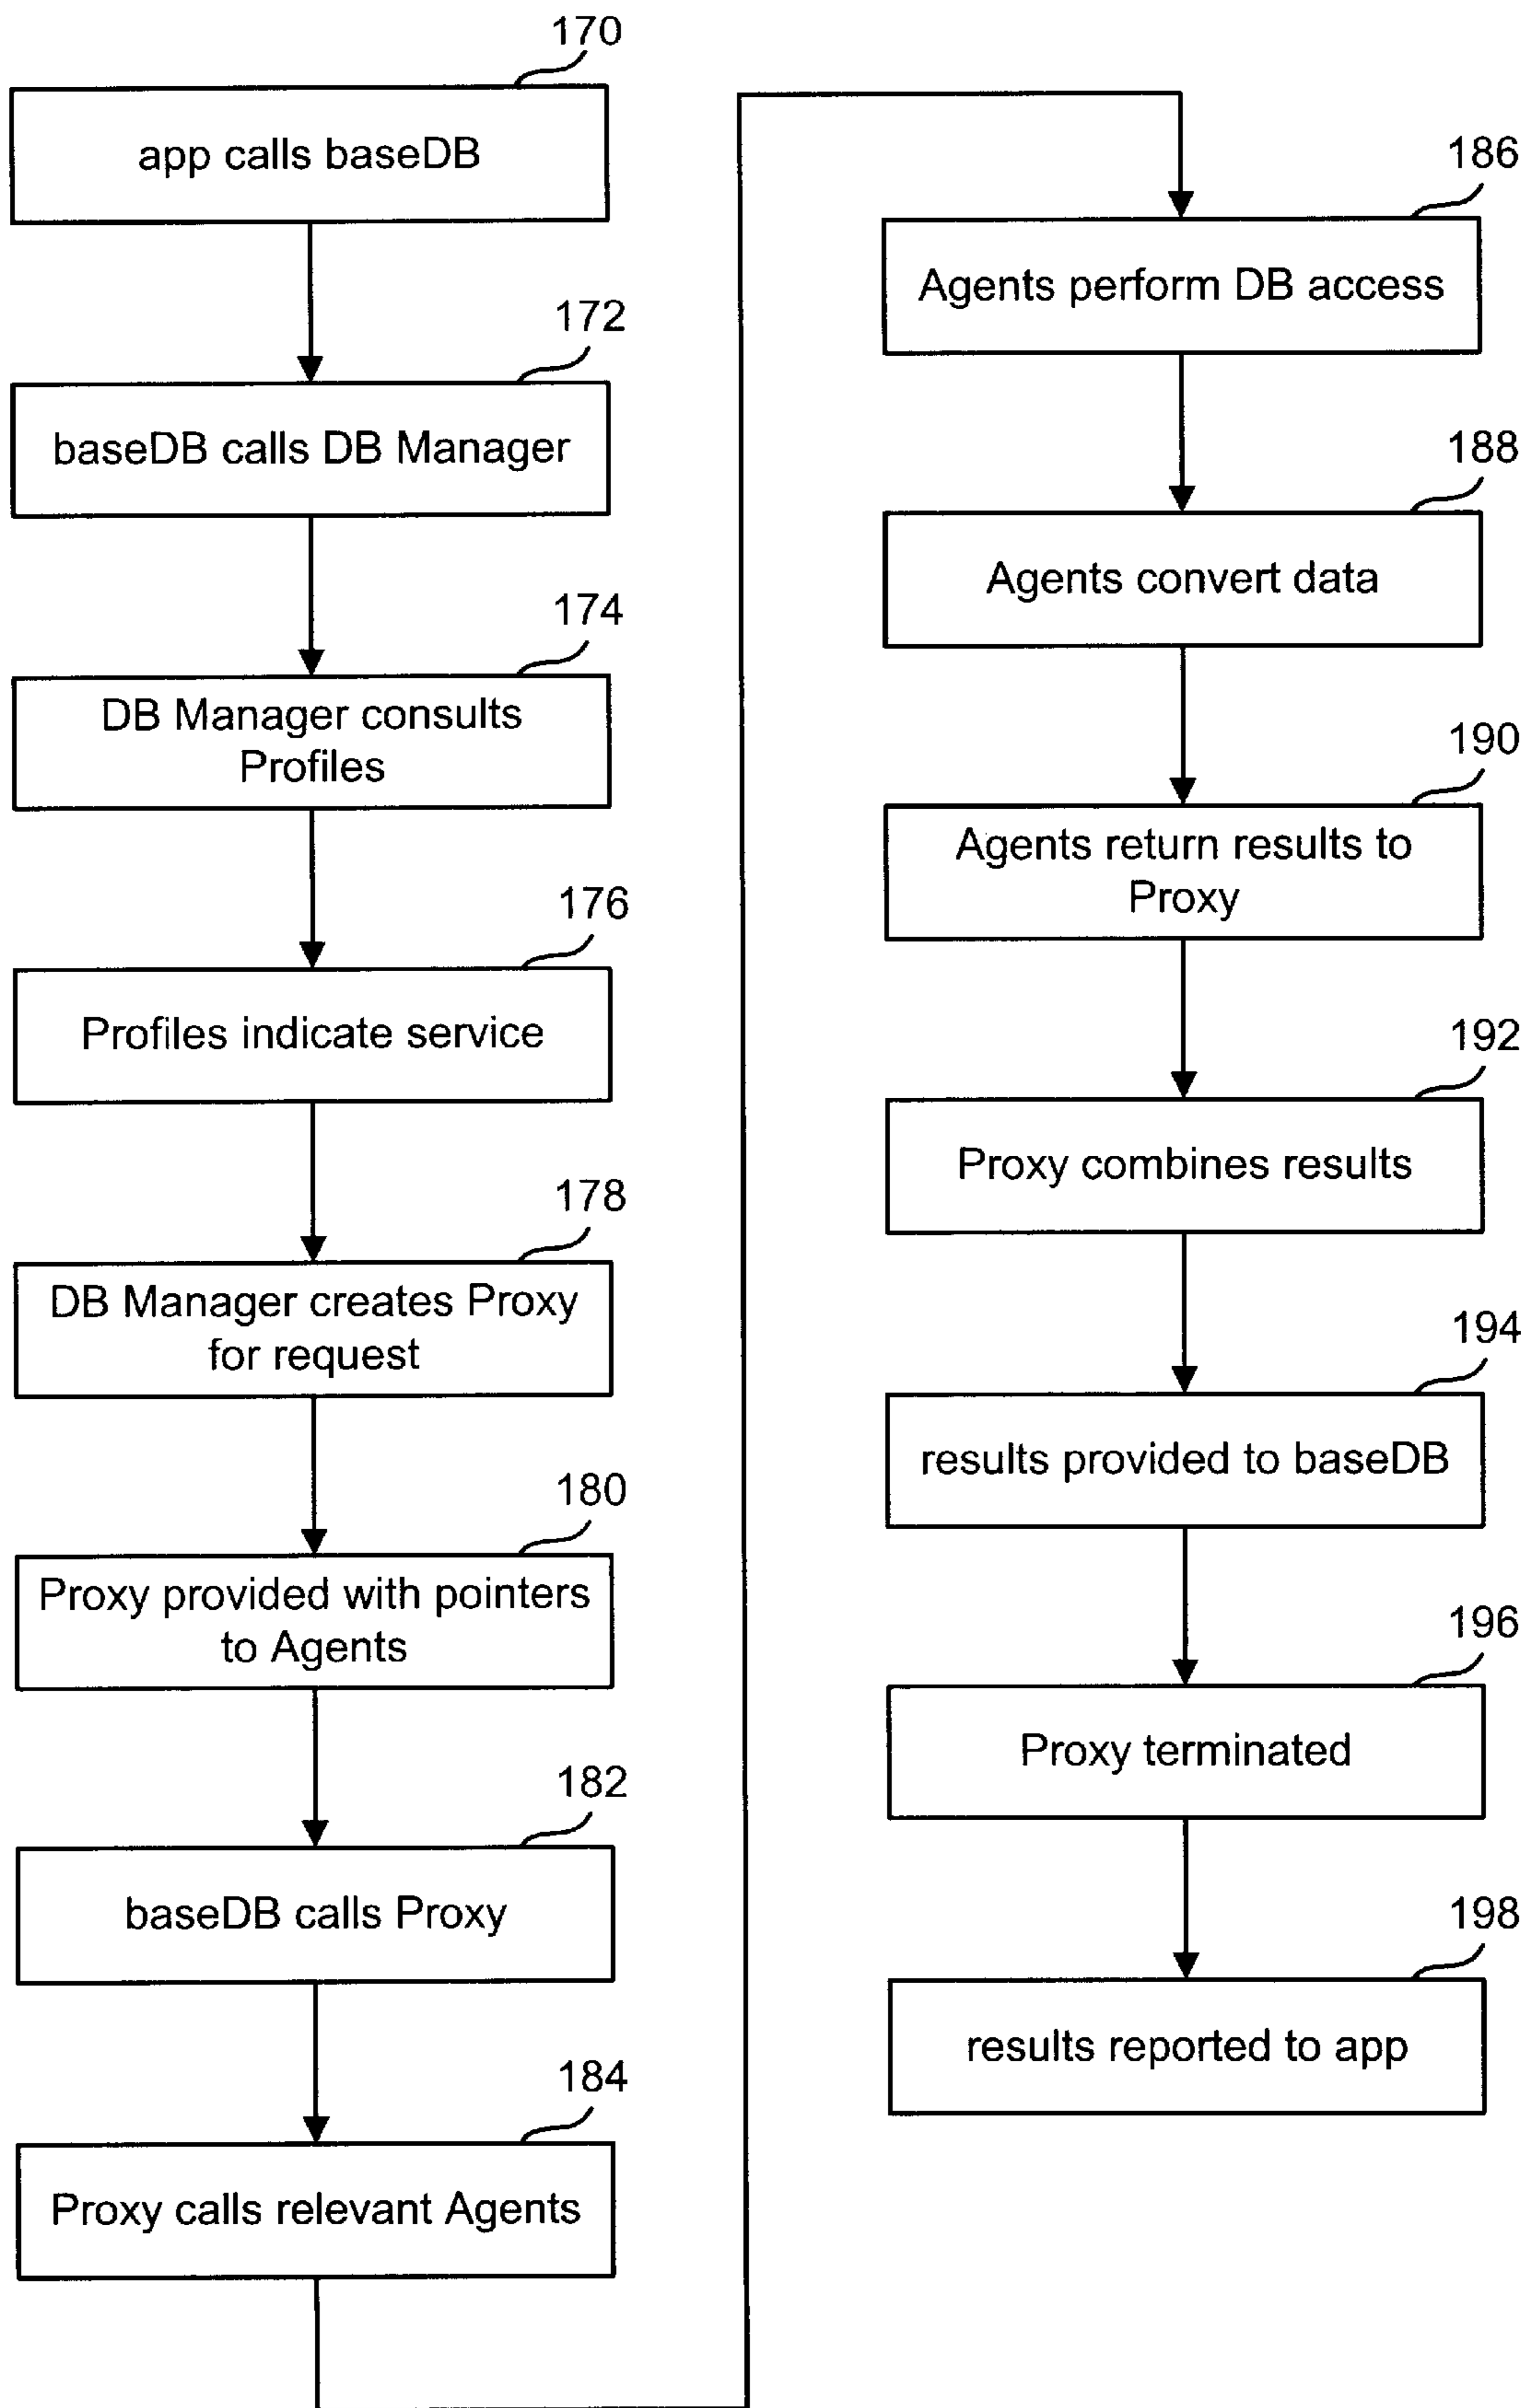 170
app calls baseDB
172
baseDB calls DB Manager
174
DB Manager consults
Profiles
176
Profiles indicate service
178
DB Manager creates Proxy
for request
180
Proxy provided with pointers
to Agents
182
baseDB calls Proxy
184
Proxy calls relevant Agents
186
Agents perform DB access
188
Agents convert data
190
Agents return results to
Proxy
192
Proxy combines results
194
results provided to baseDB
196
Proxy terminated
198
results reported to app